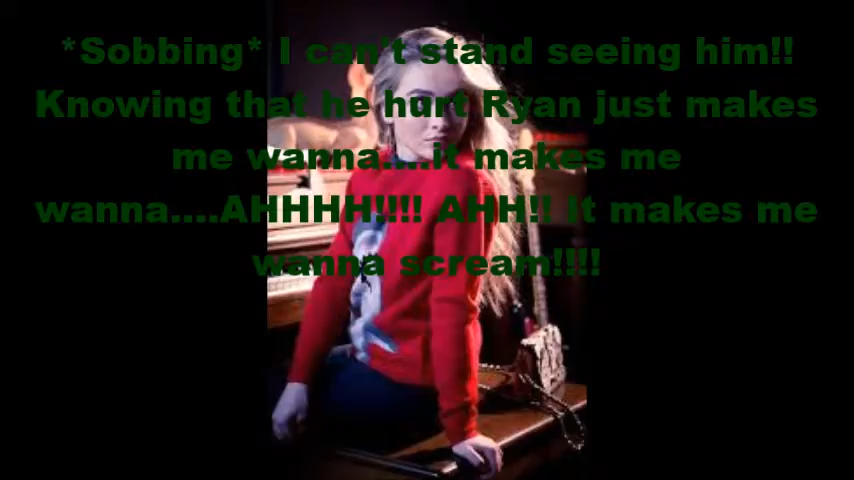 *Sobbing* I can't stand seeing him!!
Knowing that he hurt Ryan just makes
me wanna....it makes me
wanna....AHHHH!!!! AHH!! It makes me
wanna scream!!!!